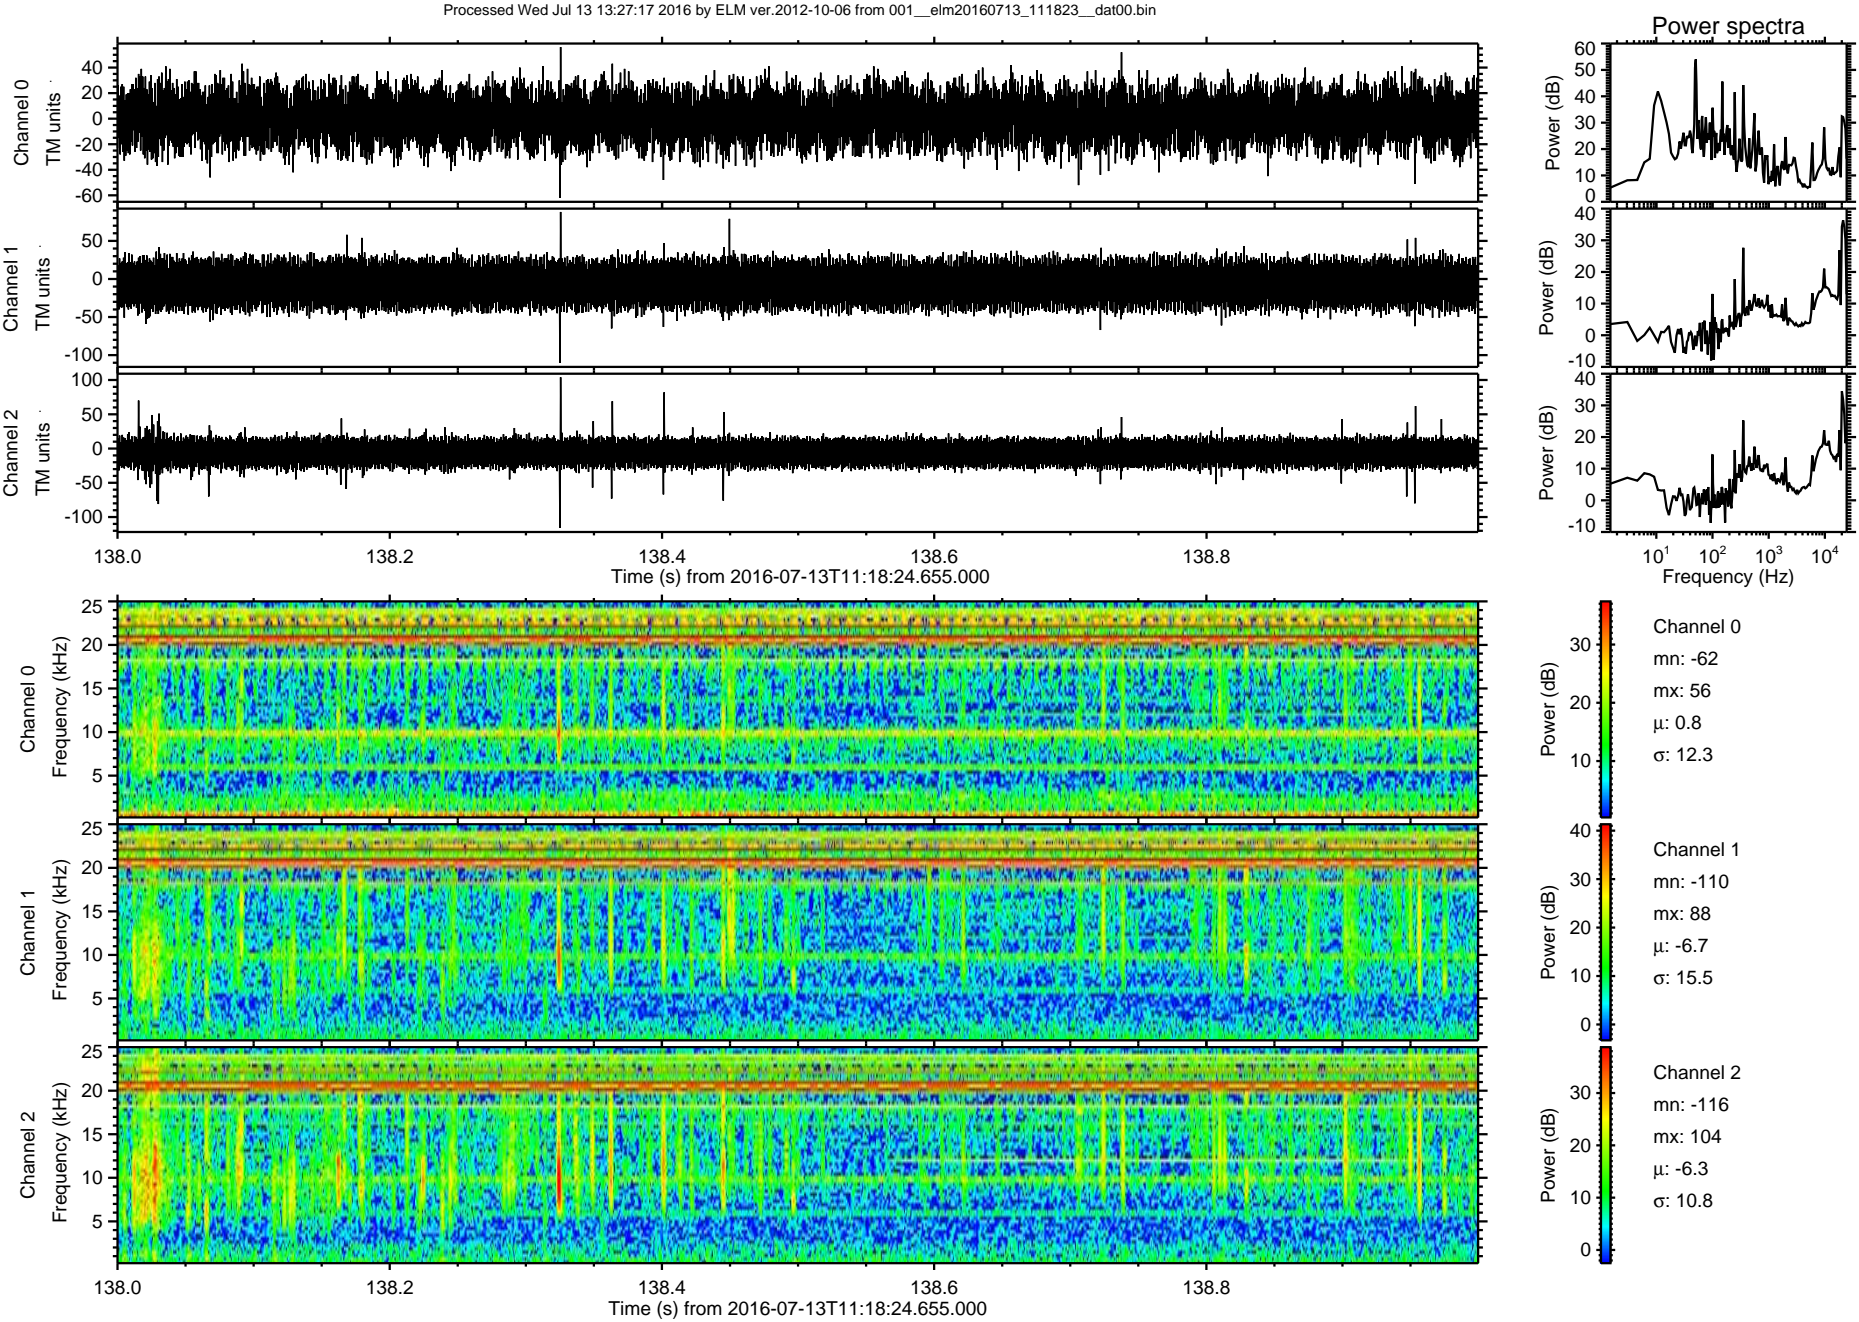 Processed Wed Jul 13 13:27:17 2016 by ELM ver.2012-10-06 from 001__elm20160713_111823__dat00.bin
Power spectra
Channel 0
TM units
40
20
0
-20
-40
-60
Power (dB)
60
50
40
30
20
10
0
Channel 1
TM units
50
0
-50
-100
Power (dB)
40
30
20
10
0
-10
Channel 2
TM units
100
50
0
-50
-100
Power (dB)
40
30
20
10
0
-10
138.0 138.2 138.4 138.6 138.8
Time (s) from 2016-07-13T11:18:24.655.000
10¹ 10² 10³ 10⁴
Frequency (Hz)
Channel 0
Frequency (kHz)
25
20
15
10
5
Power (dB)
30
20
10
Channel 0
mn: -62
mx: 56
μ: 0.8
σ: 12.3
Channel 1
Frequency (kHz)
25
20
15
10
5
Power (dB)
40
30
20
10
0
Channel 1
mn: -110
mx: 88
μ: -6.7
σ: 15.5
Channel 2
Frequency (kHz)
25
20
15
10
5
Power (dB)
30
20
10
0
Channel 2
mn: -116
mx: 104
μ: -6.3
σ: 10.8
138.0 138.2 138.4 138.6 138.8
Time (s) from 2016-07-13T11:18:24.655.000